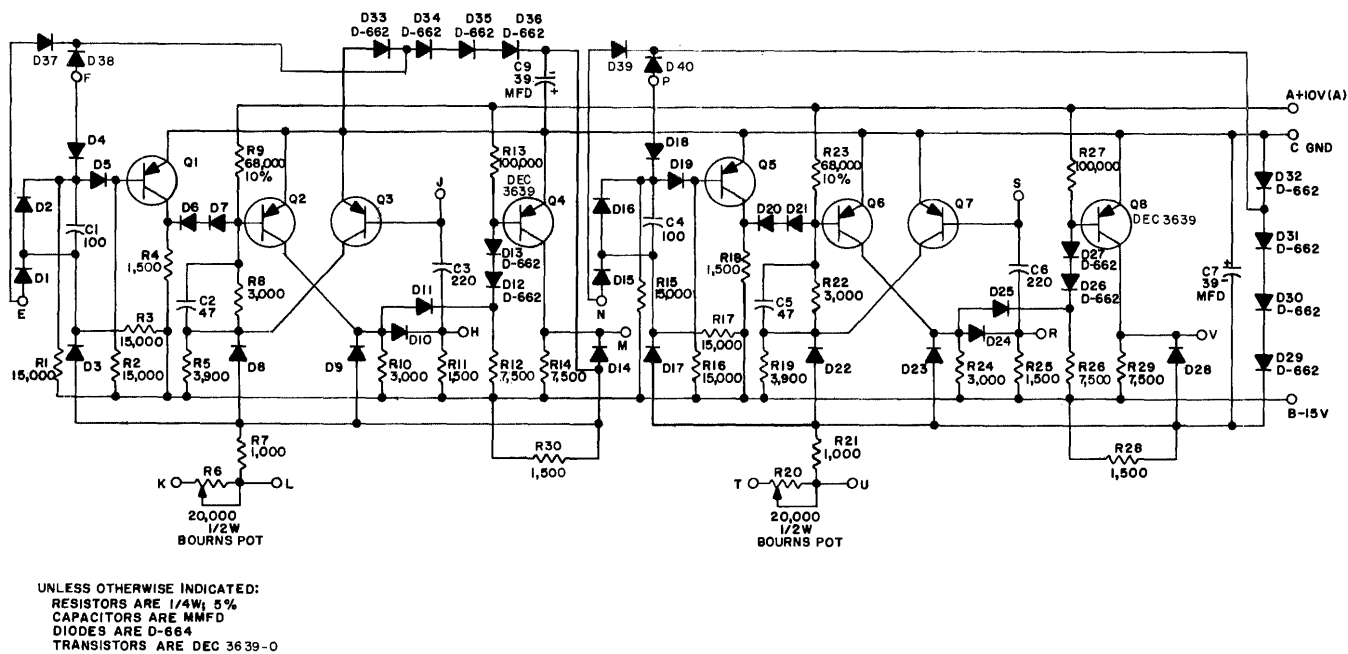 D33
D-662
D34
D-662
D35
D-662
D36
D-662
D37
D38
F
C9
39
MFD
D39
D40
P
A+10V(A)
C GND
D4
D5
Q1
R9
68,000
10%
R13
100,000
DEC
3639
D18
D19
Q5
R23
68,000
10%
R27
100,000
D32
D-662
D2
D6
D7
Q2
Q3
J
Q4
D16
D20
D21
Q6
Q7
S
Q8
DEC 3639
D31
D-662
C1
100
R4
1,500
D13
D-662
D12
D-662
C4
100
R18
1,500
D27
D-662
D26
D-662
D1
E
C2
47
R8
3,000
C3
220
D11
D15
N
R15
15,000
C5
47
R22
3,000
C6
220
D25
C7
39
MFD
D30
D-662
R3
15,000
D10
H
M
R17
15,000
D24
R
V
R1
15,000
D3
R2
15,000
R5
3,900
D8
D9
R10
3,000
R11
1,500
R12
7,500
R14
7,500
D14
D17
R16
15,000
R19
3,900
D22
D23
R24
3,000
R25
1,500
R26
7,500
R29
7,500
D28
D29
D-662
B-15V
R7
1,000
R30
1,500
R21
1,000
R28
1,500
K
R6
L
T
R20
U
20,000
1/2W
BOURNS POT
20,000
1/2W
BOURNS POT
UNLESS OTHERWISE INDICATED:
RESISTORS ARE 1/4W; 5%
CAPACITORS ARE MMFD
DIODES ARE D-664
TRANSISTORS ARE DEC 3639-0